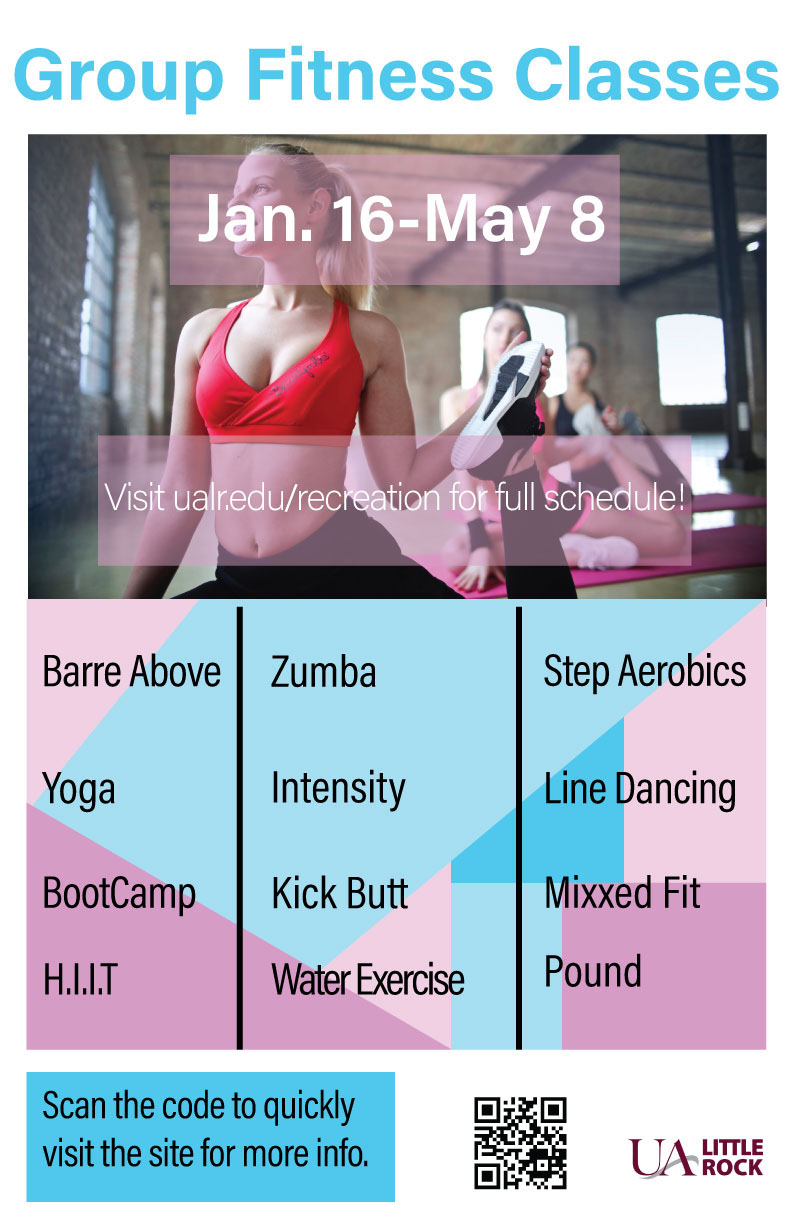 Group Fitness Classes
Jan. 16-May 8
Visit ualr.edu/recreation for full schedule!
Barre Above
Yoga
BootCamp
H.I.I.T
Zumba
Intensity
Kick Butt
Water Exercise
Step Aerobics
Line Dancing
Mixxed Fit
Pound
Scan the code to quickly
visit the site for more info.
UA LITTLE
ROCK